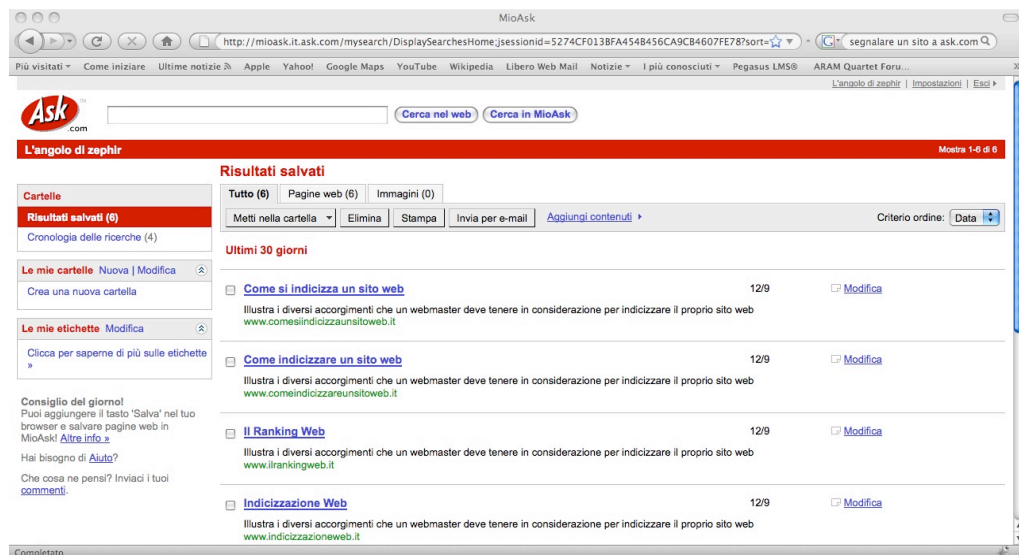 MioAsk
http://mioask.it.ask.com/mysearch/DisplaySearchesHome;jsessionid=5274CF013BFA454B456CA9CB4607FE78?sort= segnalare un sito a ask.com
Più visitati Come iniziare Ultime notizie Apple Yahoo! Google Maps YouTube Wikipedia Libero Web Mail Notizie I più conosciuti Pegasus LMS® ARAM Quartet Foru...
L'angolo di zephir | Impostazioni | Esci
Ask.com
Cerca nel web Cerca in MioAsk
L'angolo di zephir Mostra 1-6 di 6
Risultati salvati
Cartelle
Risultati salvati (6)
Cronologia delle ricerche (4)
Le mie cartelle Nuova | Modifica
Crea una nuova cartella
Le mie etichette Modifica
Clicca per saperne di più sulle etichette
»
Consiglio del giorno!
Puoi aggiungere il tasto 'Salva' nel tuo
browser e salvare pagine web in
MioAsk! Altre info »
Hai bisogno di Aiuto?
Che cosa ne pensi? Inviaci i tuoi
commenti.
Tutto (6) Pagine web (6) Immagini (0)
Metti nella cartella Elimina Stampa Invia per e-mail Aggiungi contenuti Criterio ordine: Data
Ultimi 30 giorni
Come si indicizza un sito web 12/9 Modifica
Illustra i diversi accorgimenti che un webmaster deve tenere in considerazione per indicizzare il proprio sito web
www.comesiindicizzaunsitoweb.it
Come indicizzare un sito web 12/9 Modifica
Illustra i diversi accorgimenti che un webmaster deve tenere in considerazione per indicizzare il proprio sito web
www.comeindicizzareunsitoweb.it
Il Ranking Web 12/9 Modifica
Illustra i diversi accorgimenti che un webmaster deve tenere in considerazione per indicizzare il proprio sito web
www.ilrankingweb.it
Indicizzazione Web 12/9 Modifica
Illustra i diversi accorgimenti che un webmaster deve tenere in considerazione per indicizzare il proprio sito web
www.indicizzazioneweb.it
Completato